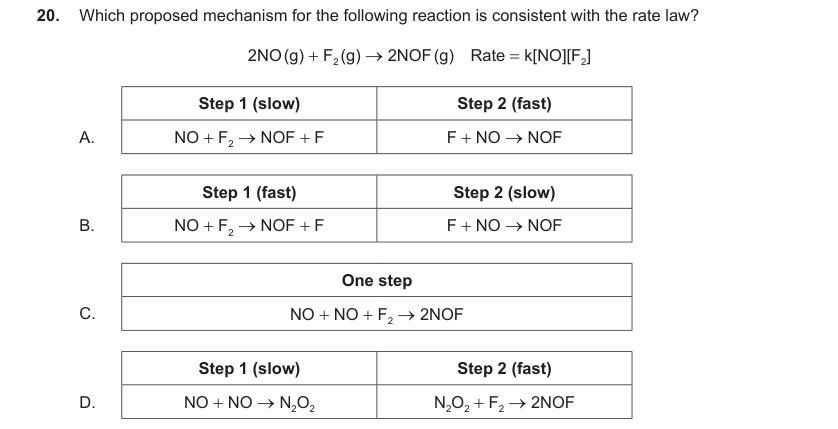 20. Which proposed mechanism for the following reaction is consistent with the rate law?
2NO(g) + F₂(g) → 2NOF(g) Rate = k[NO][F₂]
Step 1 (slow) Step 2 (fast)
A. NO + F₂ → NOF + F F + NO → NOF
Step 1 (fast) Step 2 (slow)
B. NO + F₂ → NOF + F F + NO → NOF
One step
C. NO + NO + F₂ → 2NOF
Step 1 (slow) Step 2 (fast)
D. NO + NO → N₂O₂ N₂O₂ + F₂ → 2NOF